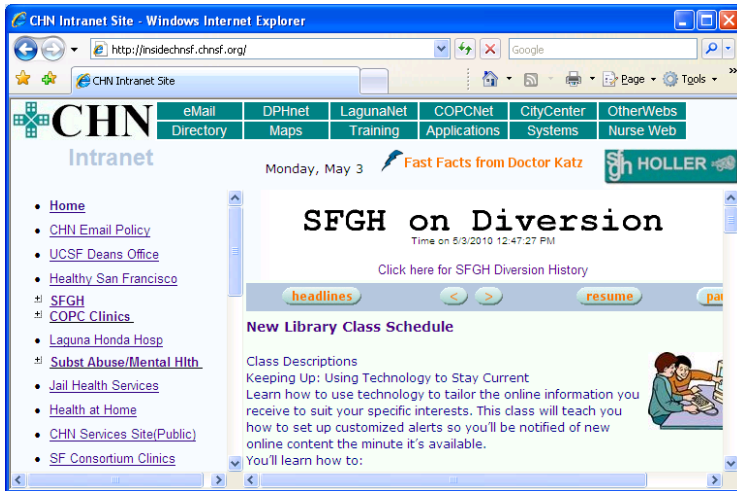 CHN Intranet Site - Windows Internet Explorer
http://insidechnsf.chnsf.org/
Google
CHN Intranet Site
Page
Tools
»
CHN
Intranet
eMail DPHnet LagunaNet COPCNet CityCenter OtherWebs
Directory Maps Training Applications Systems Nurse Web
Monday, May 3
Fast Facts from Doctor Katz
sfgh HOLLER
Home
CHN Email Policy
UCSF Deans Office
Healthy San Francisco
SFGH
COPC Clinics
Laguna Honda Hosp
Subst Abuse/Mental Hlth
Jail Health Services
Health at Home
CHN Services Site(Public)
SF Consortium Clinics
SFGH on Diversion
Time on 5/3/2010 12:47:27 PM
Click here for SFGH Diversion History
headlines < > resume pau
New Library Class Schedule
Class Descriptions
Keeping Up: Using Technology to Stay Current
Learn how to use technology to tailor the online information you
receive to suit your specific interests. This class will teach you
how to set up customized alerts so you'll be notified of new
online content the minute it's available.
You'll learn how to: